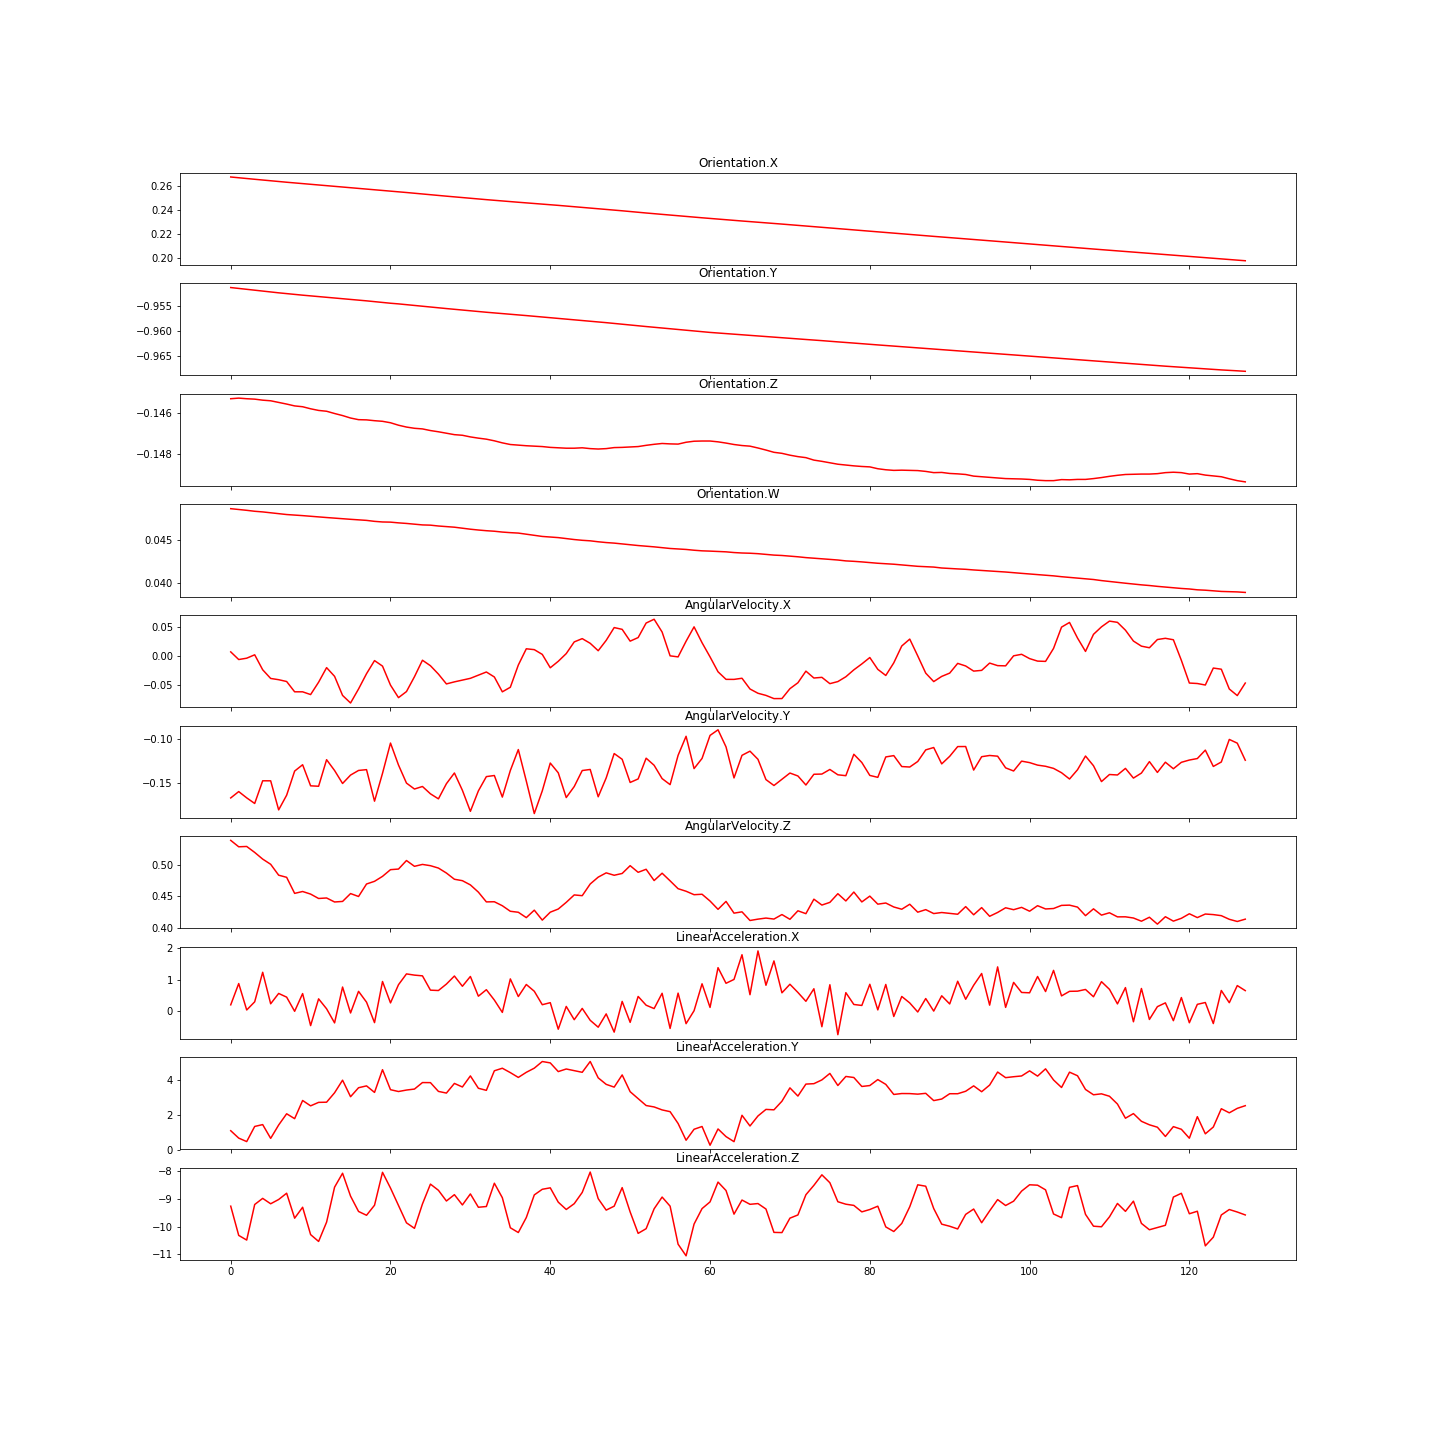 Orientation.X
0.26
0.24
0.22
0.20
Orientation.Y
−0.955
−0.960
−0.965
Orientation.Z
−0.146
−0.148
Orientation.W
0.045
0.040
AngularVelocity.X
0.05
0.00
−0.05
AngularVelocity.Y
−0.10
−0.15
AngularVelocity.Z
0.50
0.45
0.40
LinearAcceleration.X
2
1
0
LinearAcceleration.Y
4
2
0
LinearAcceleration.Z
−8
−9
−10
−11
0 20 40 60 80 100 120